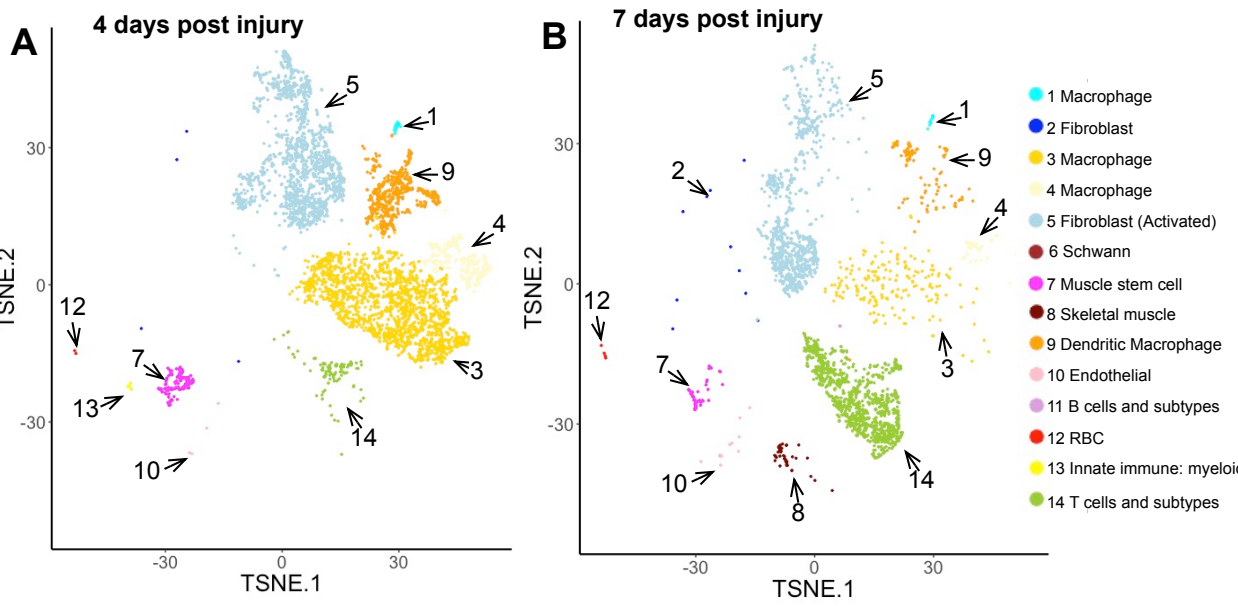 A
4 days post injury
TSNE.2
30
0
-30
5
1
9
4
12
7
3
13
14
10
-30
0
30
TSNE.1
B
7 days post injury
TSNE.2
30
0
-30
5
1
2
9
4
12
7
3
10
14
8
-30
0
30
TSNE.1
1 Macrophage
2 Fibroblast
3 Macrophage
4 Macrophage
5 Fibroblast (Activated)
6 Schwann
7 Muscle stem cell
8 Skeletal muscle
9 Dendritic Macrophage
10 Endothelial
11 B cells and subtypes
12 RBC
13 Innate immune: myeloi
14 T cells and subtypes